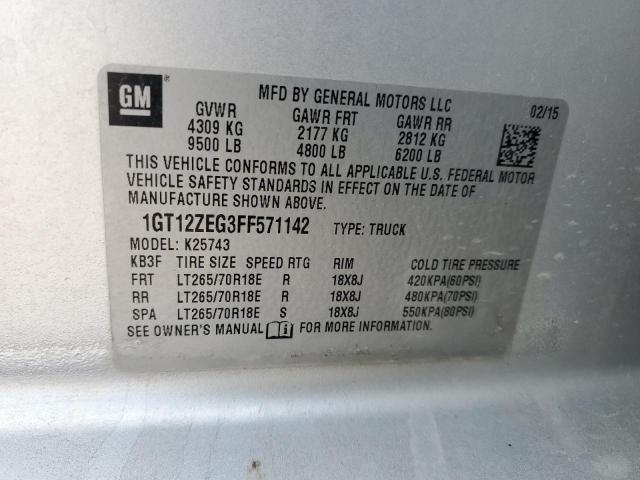 GM ®
MFD BY GENERAL MOTORS LLC 02/15
GVWR GAWR FRT GAWR RR
4309 KG 2177 KG 2812 KG
9500 LB 4800 LB 6200 LB
THIS VEHICLE CONFORMS TO ALL APPLICABLE U.S. FEDERAL MOTOR
VEHICLE SAFETY STANDARDS IN EFFECT ON THE DATE OF
MANUFACTURE SHOWN ABOVE.
1GT12ZEG3FF571142 TYPE: TRUCK
MODEL: K25743
KB3F TIRE SIZE SPEED RTG RIM COLD TIRE PRESSURE
FRT LT265/70R18E R 18X8J 420KPA(60PSI)
RR LT265/70R18E R 18X8J 480KPA(70PSI)
SPA LT265/70R18E S 18X8J 550KPA(80PSI)
SEE OWNER'S MANUAL i FOR MORE INFORMATION.